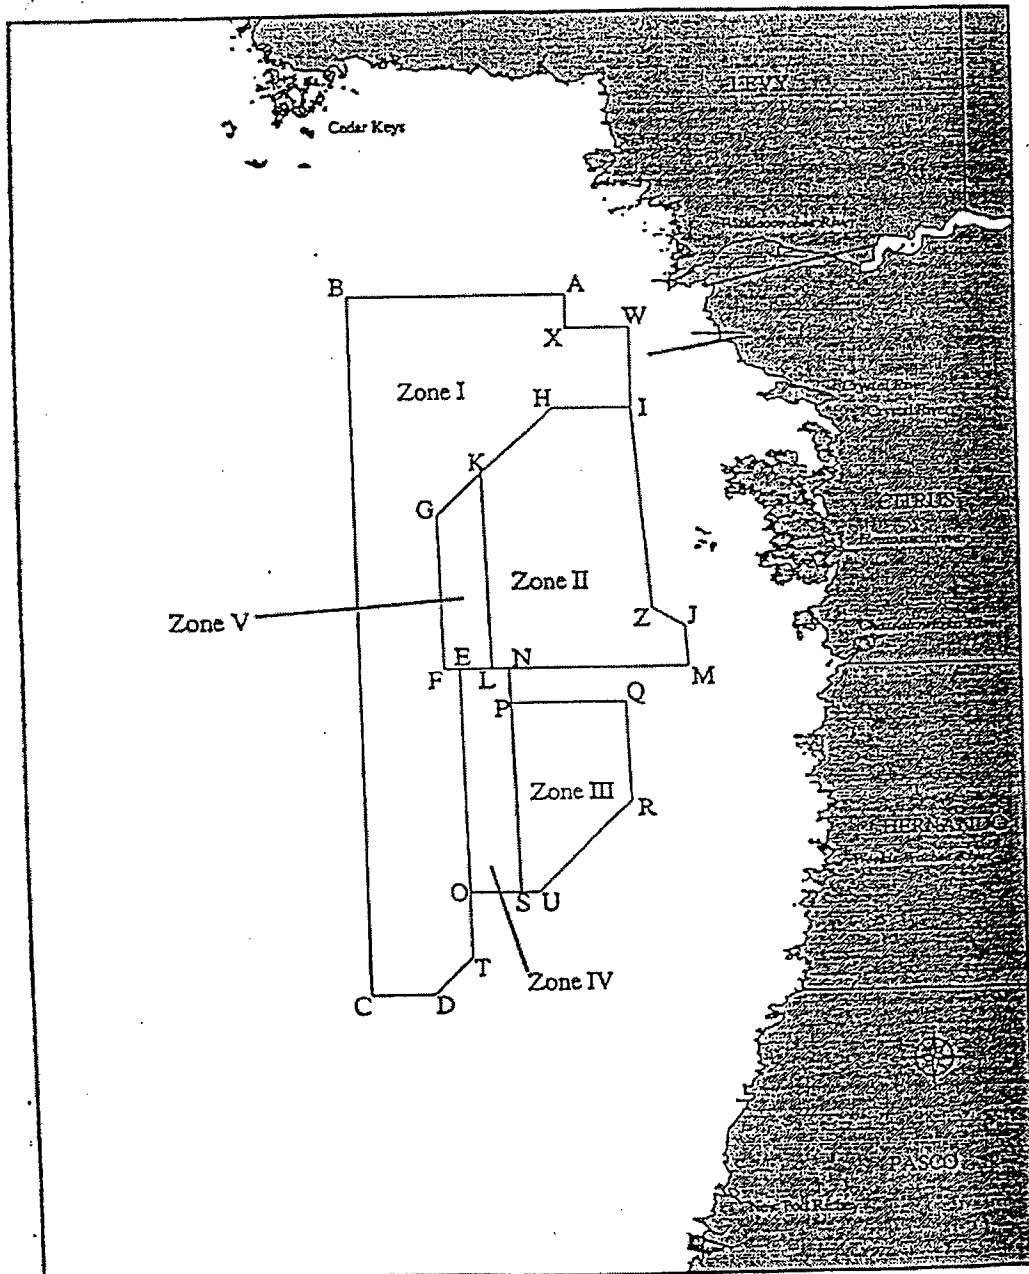 LEVY
Cedar Keys
B
A
W
X
Zone I
H
I
K
G
Zone II
Zone V
Z
J
E
N
F
L
M
P
Q
Zone III
R
O
S
U
T
Zone IV
C
D
CITRUS
HERNANDO
PASCO